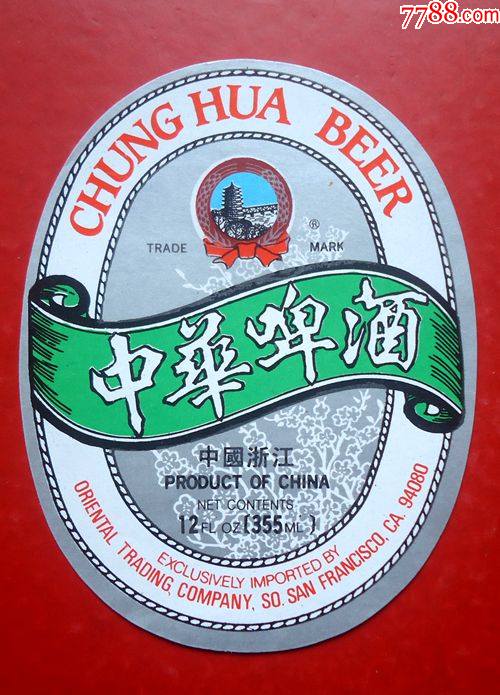 7788.com
CHUNG HUA BEER
TRADE MARK
®
中華啤酒
中國浙江
PRODUCT OF CHINA
NET CONTENTS
12 FL OZ (355 ML)
EXCLUSIVELY IMPORTED BY
ORIENTAL TRADING COMPANY, SO. SAN FRANCISCO, CA. 94080